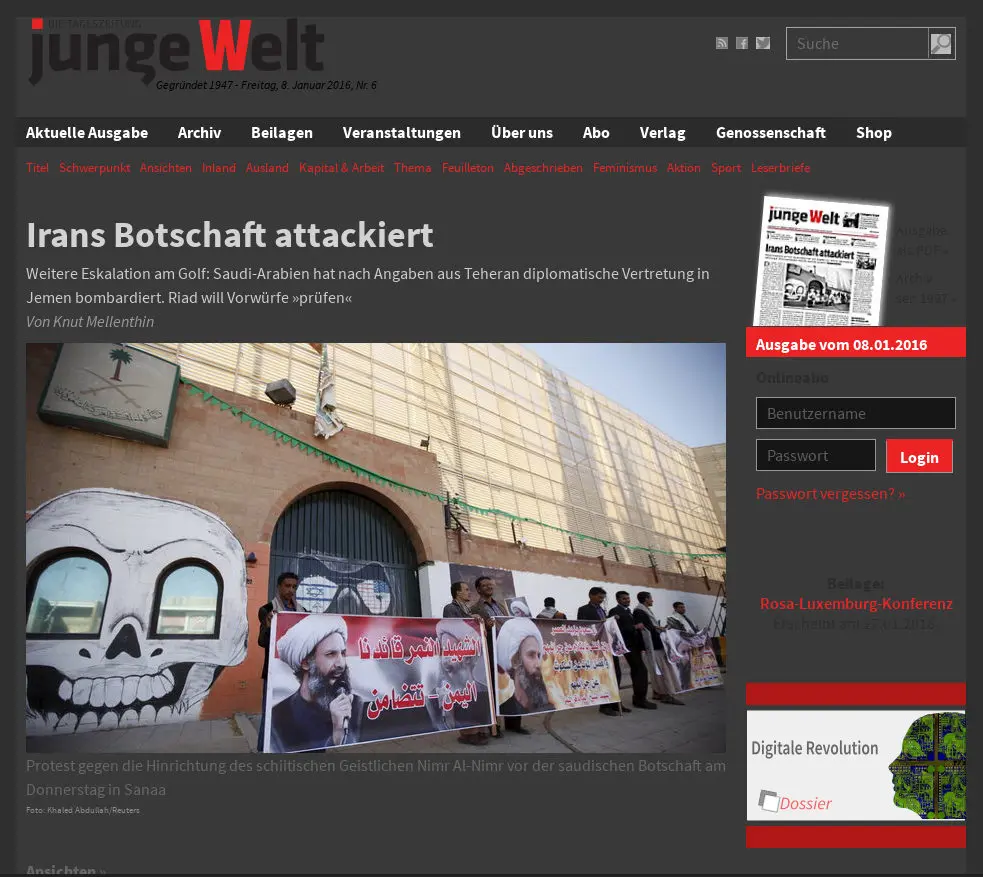 DIE TAGESZEITUNG
junge Welt
Gegründet 1947 - Freitag, 8. Januar 2016, Nr. 6
Suche
Aktuelle Ausgabe Archiv Beilagen Veranstaltungen Über uns Abo Verlag Genossenschaft Shop
Titel Schwerpunkt Ansichten Inland Ausland Kapital & Arbeit Thema Feuilleton Abgeschrieben Feminismus Aktion Sport Leserbriefe
Irans Botschaft attackiert
Weitere Eskalation am Golf: Saudi-Arabien hat nach Angaben aus Teheran diplomatische Vertretung in
Jemen bombardiert. Riad will Vorwürfe »prüfen«
Von Knut Mellenthin
الشهيد النمر قائدنا
اليمن - تتضامن
Protest gegen die Hinrichtung des schiitischen Geistlichen Nimr Al-Nimr vor der saudischen Botschaft am
Donnerstag in Sanaa
Foto: Khaled Abdullah/Reuters
Ansichten »
junge Welt
Irans Botschaft attackiert
Ausgabe
als PDF »
Archiv
seit 1997 »
Ausgabe vom 08.01.2016
Onlineabo
Benutzername
Passwort
Login
Passwort vergessen? »
Beilage:
Rosa-Luxemburg-Konferenz
Digitale Revolution
Dossier